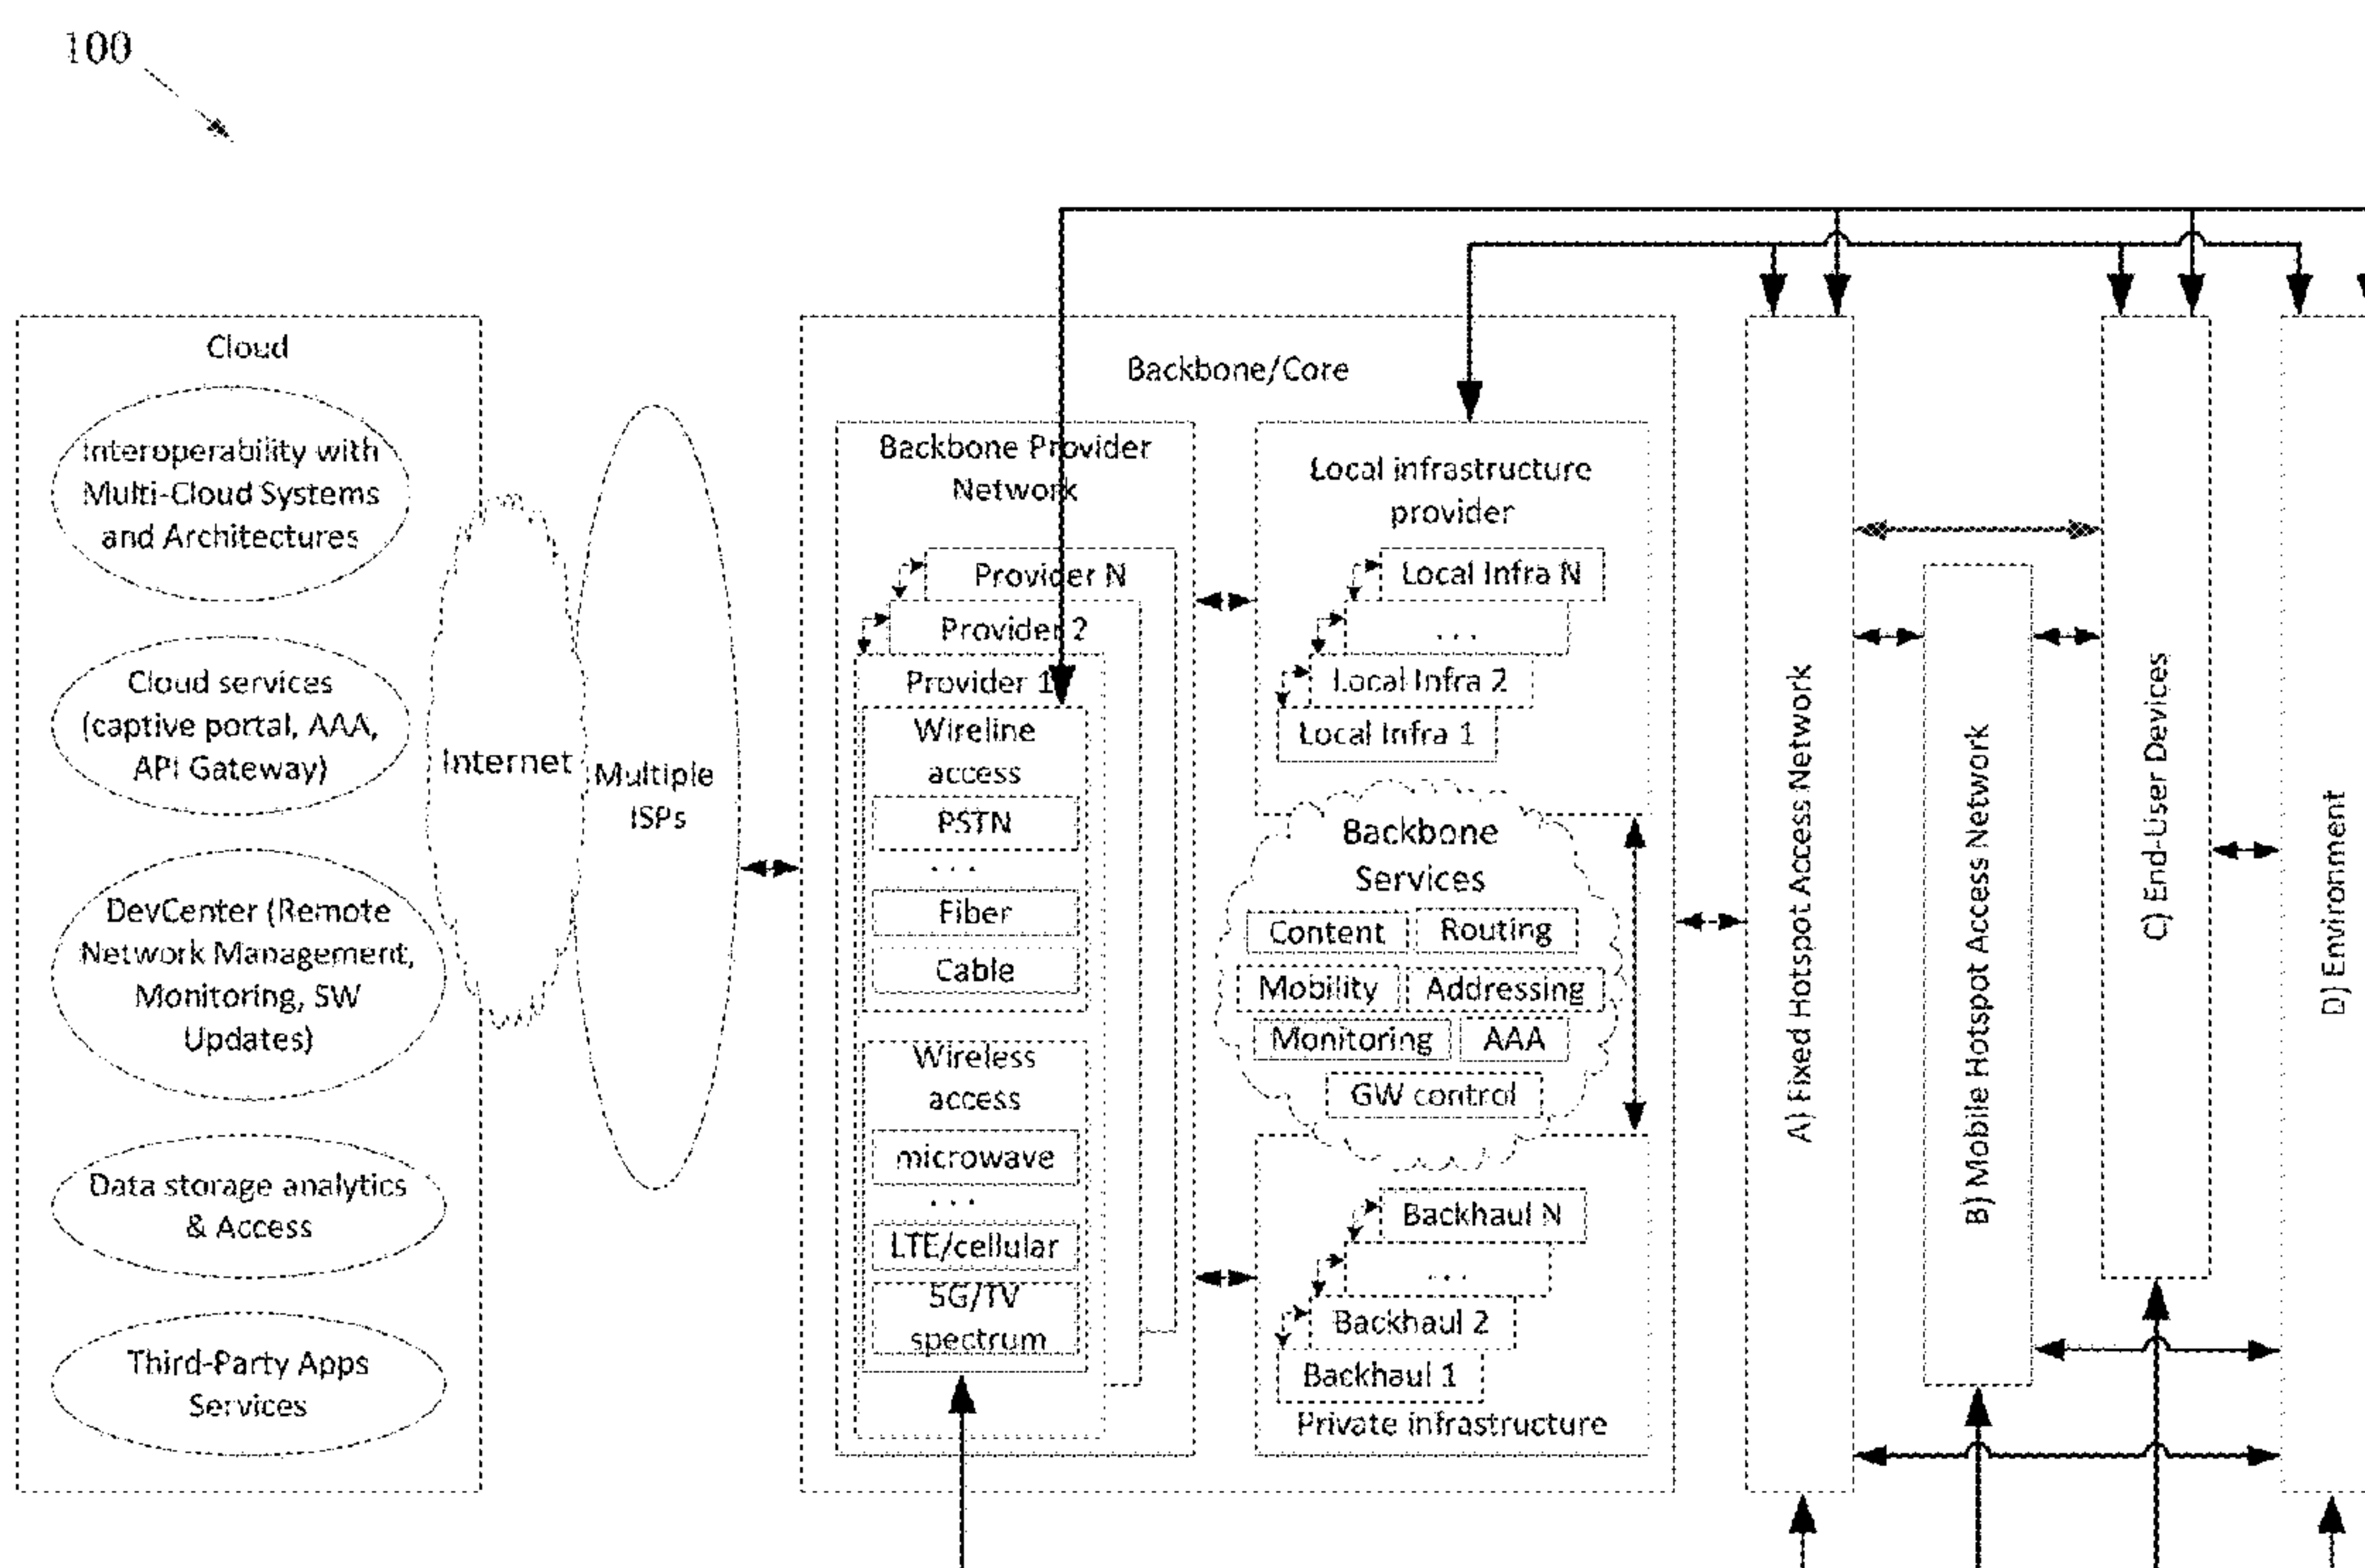 100
Cloud
Interoperability with
Multi-Cloud Systems
and Architectures
Cloud services
(captive portal, AAA,
API Gateway)
DevCenter (Remote
Network Management,
Monitoring, SW
Updates)
Data storage analytics
& Access
Third-Party Apps
Services
Internet
Multiple
ISPs
Backbone/Core
Backbone Provider
Network
Provider N
Provider 2
Provider 1
Wireline
access
PSTN
...
Fiber
Cable
Wireless
access
microwave
...
LTE/cellular
5G/TV
spectrum
Local infrastructure
provider
Local Infra N
...
Local Infra 2
Local Infra 1
Backbone
Services
Content
Routing
Mobility
Addressing
Monitoring
AAA
GW control
Backhaul N
...
Backhaul 2
Backhaul 1
Private infrastructure
A) Fixed Hotspot Access Network
B) Mobile Hotspot Access Network
C) End-User Devices
D) Environment